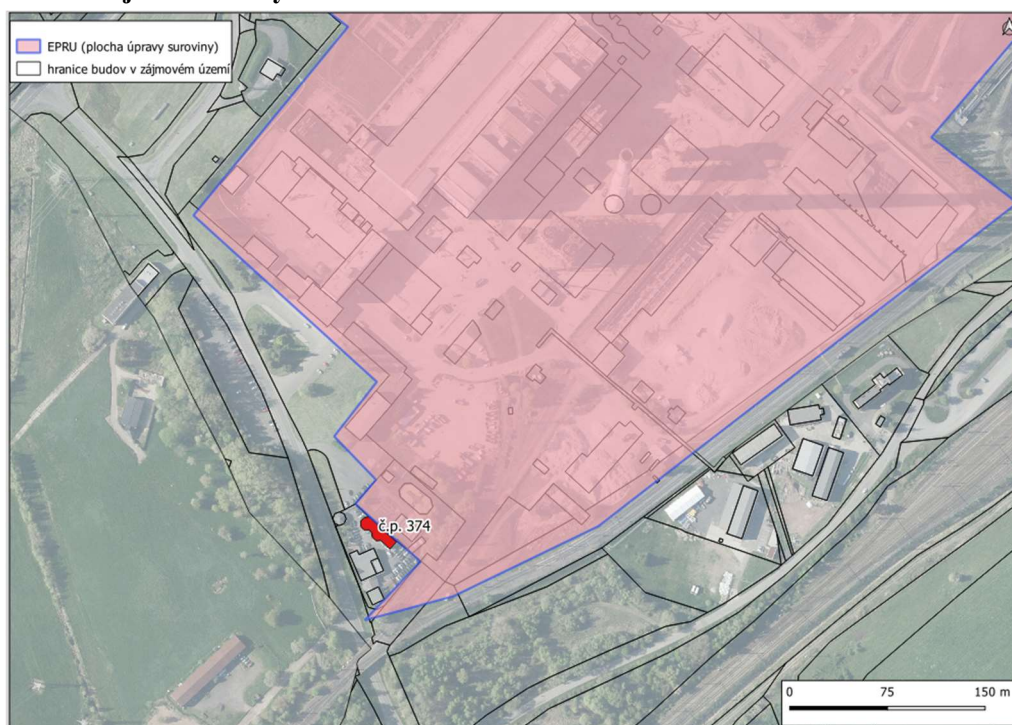 EPRU (plocha úpravy suroviny)
hranice budov v zájmovém území
č.p. 374
0 75 150 m